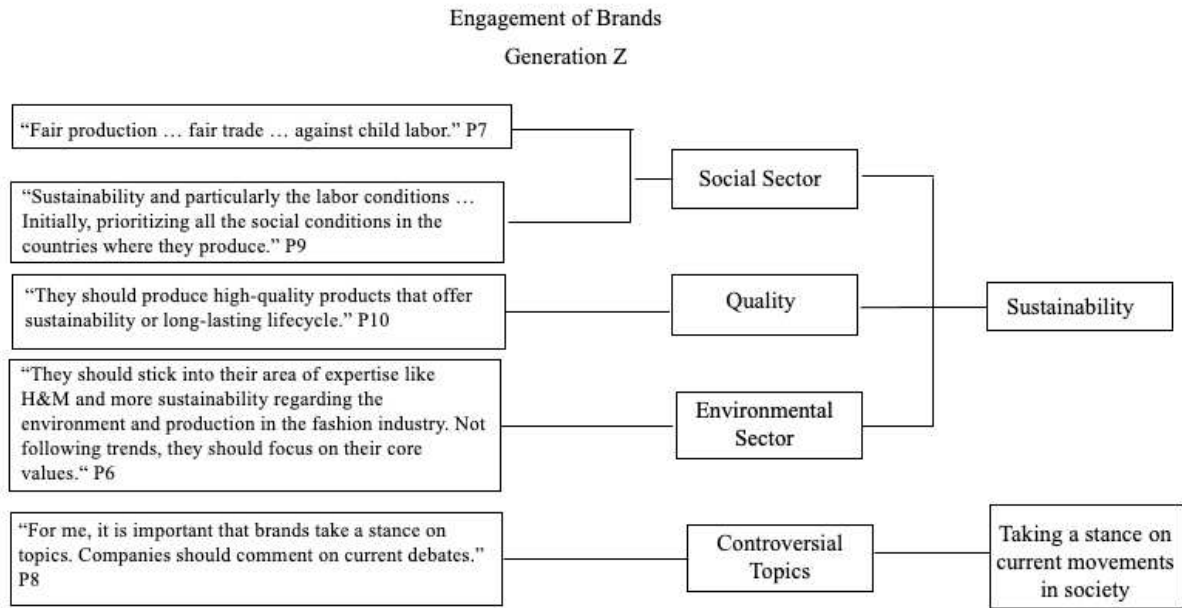 Engagement of Brands
Generation Z
“Fair production … fair trade … against child labor.” P7
“Sustainability and particularly the labor conditions …
Initially, prioritizing all the social conditions in the
countries where they produce.” P9
Social Sector
“They should produce high-quality products that offer
sustainability or long-lasting lifecycle.” P10
Quality
Sustainability
“They should stick into their area of expertise like
H&M and more sustainability regarding the
environment and production in the fashion industry. Not
following trends, they should focus on their core
values.“ P6
Environmental
Sector
“For me, it is important that brands take a stance on
topics. Companies should comment on current debates.”
P8
Controversial
Topics
Taking a stance on
current movements
in society